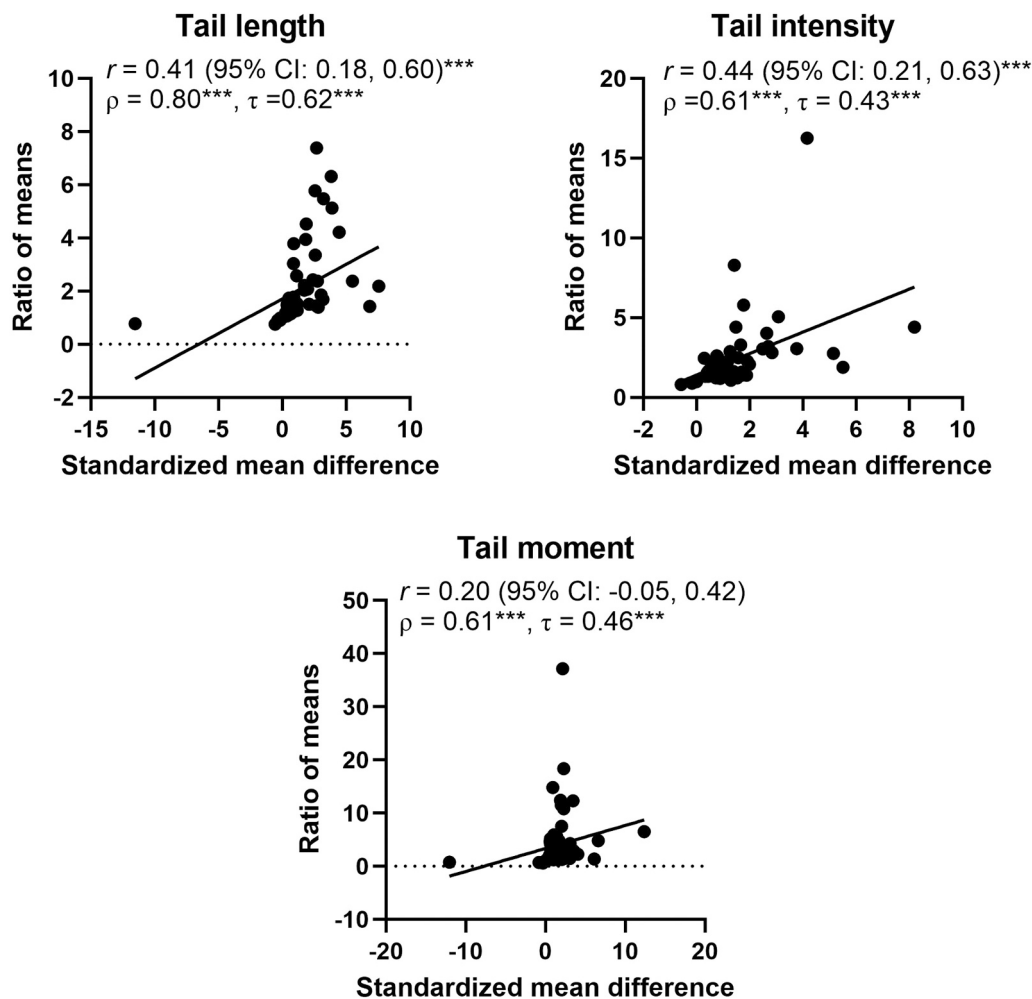 Tail length
r = 0.41 (95% CI: 0.18, 0.60)***
ρ = 0.80***, τ =0.62***
10
8
6
4
2
0
-2
Ratio of means
-15 -10 -5 0 5 10
Standardized mean difference
Tail intensity
r = 0.44 (95% CI: 0.21, 0.63)***
ρ =0.61***, τ = 0.43***
20
15
10
5
0
Ratio of means
-2 0 2 4 6 8 10
Standardized mean difference
Tail moment
r = 0.20 (95% CI: -0.05, 0.42)
ρ = 0.61***, τ = 0.46***
50
40
30
20
10
0
-10
Ratio of means
-20 -10 0 10 20
Standardized mean difference